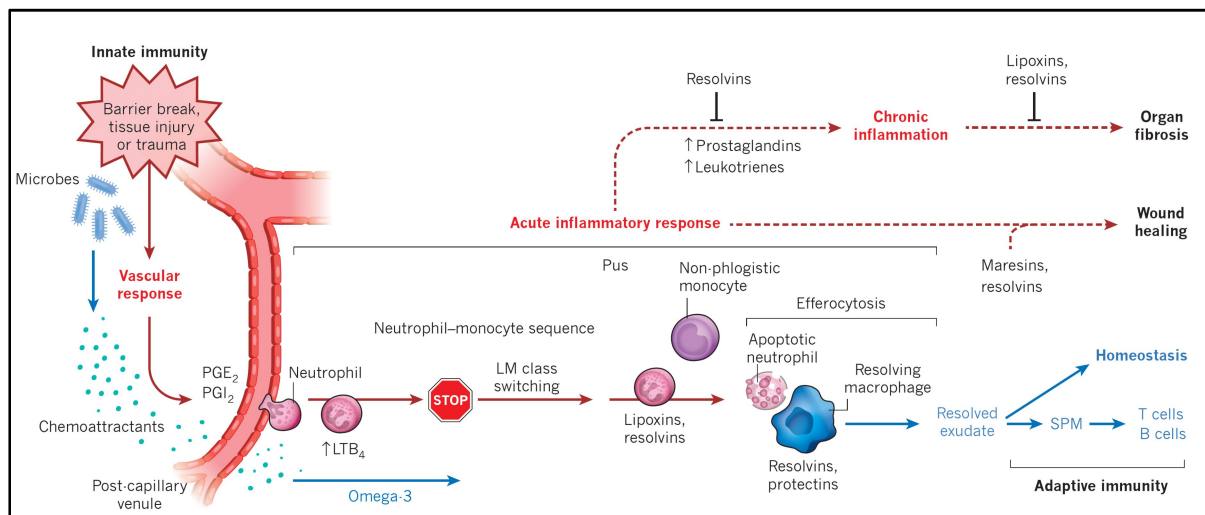 Innate immunity
Barrier break,
tissue injury
or trauma
Microbes
Vascular
response
Chemoattractants
PGE₂
PGI₂
Post-capillary
venule
Resolvins
↑ Prostaglandins
↑ Leukotrienes
Chronic
inflammation
Lipoxins,
resolvins
Organ
fibrosis
Acute inflammatory response
Wound
healing
Maresins,
resolvins
Pus
Neutrophil–monocyte sequence
Non-phlogistic
monocyte
Efferocytosis
Neutrophil
↑LTB₄
STOP
LM class
switching
Lipoxins,
resolvins
Apoptotic
neutrophil
Resolving
macrophage
Resolvins,
protectins
Omega-3
Resolved
exudate
Homeostasis
SPM
T cells
B cells
Adaptive immunity